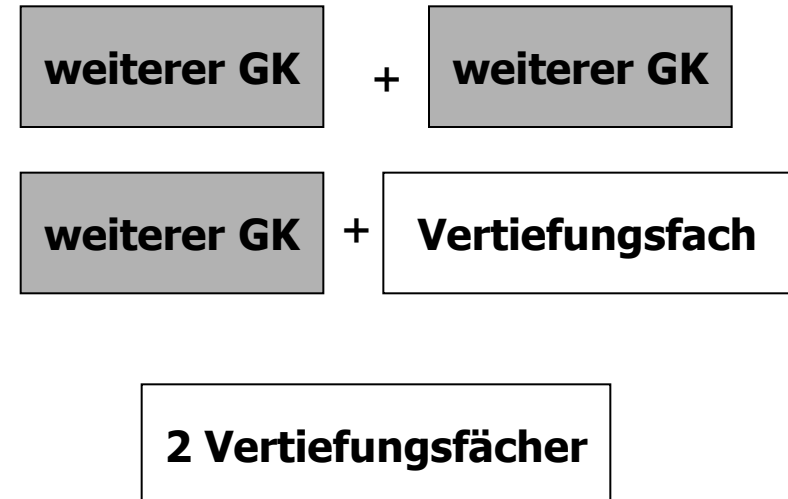 weiterer GK + weiterer GK
weiterer GK + Vertiefungsfach
2 Vertiefungsfächer